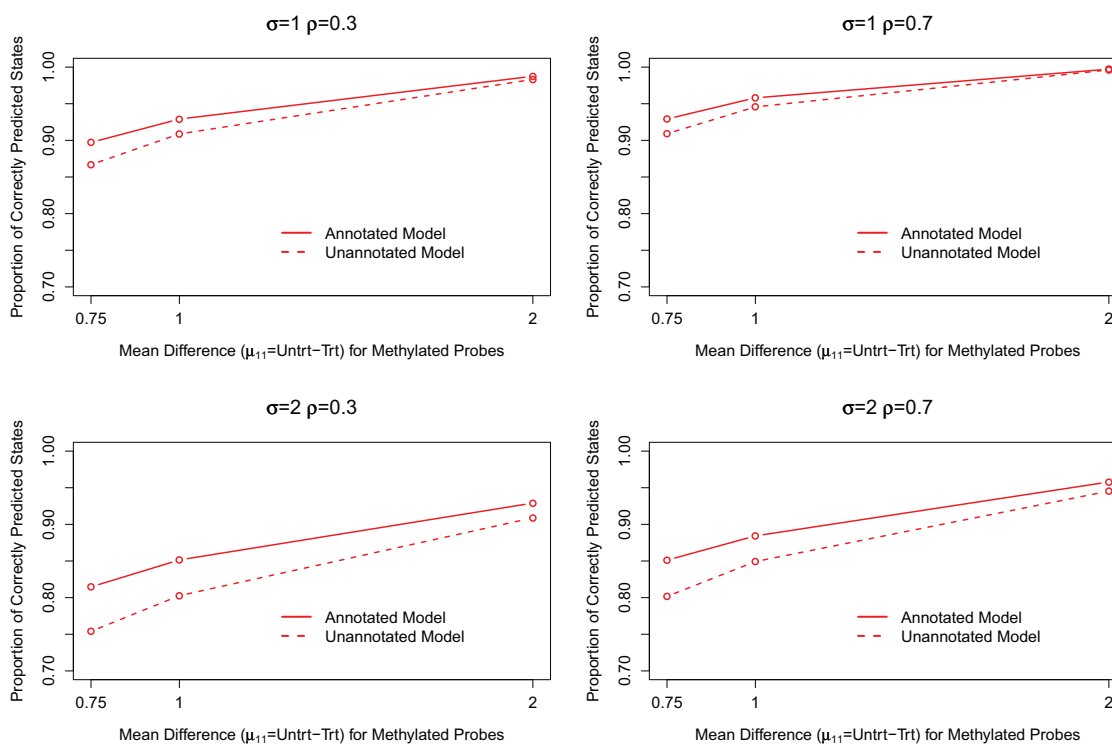 σ=1 ρ=0.3
Proportion of Correctly Predicted States
1.00
0.90
0.80
0.70
Annotated Model
Unannotated Model
0.75 1 2
Mean Difference (μ₁₁=Untrt−Trt) for Methylated Probes
σ=1 ρ=0.7
Proportion of Correctly Predicted States
1.00
0.90
0.80
0.70
Annotated Model
Unannotated Model
0.75 1 2
Mean Difference (μ₁₁=Untrt−Trt) for Methylated Probes
σ=2 ρ=0.3
Proportion of Correctly Predicted States
1.00
0.90
0.80
0.70
Annotated Model
Unannotated Model
0.75 1 2
Mean Difference (μ₁₁=Untrt−Trt) for Methylated Probes
σ=2 ρ=0.7
Proportion of Correctly Predicted States
1.00
0.90
0.80
0.70
Annotated Model
Unannotated Model
0.75 1 2
Mean Difference (μ₁₁=Untrt−Trt) for Methylated Probes